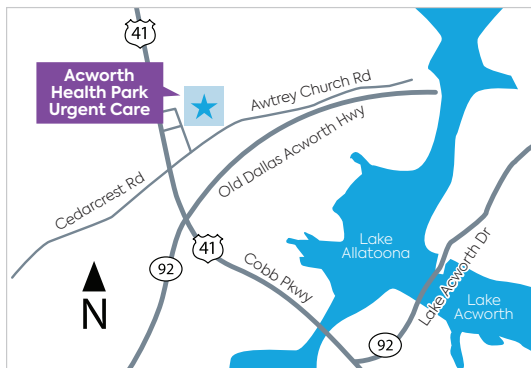 41
Acworth
Health Park
Urgent Care
Awtrey Church Rd
Old Dallas Acworth Hwy
Cedarcrest Rd
41
Lake
Allatoona
92
Cobb Pkwy
Lake Acworth Dr
Lake
Acworth
N
92